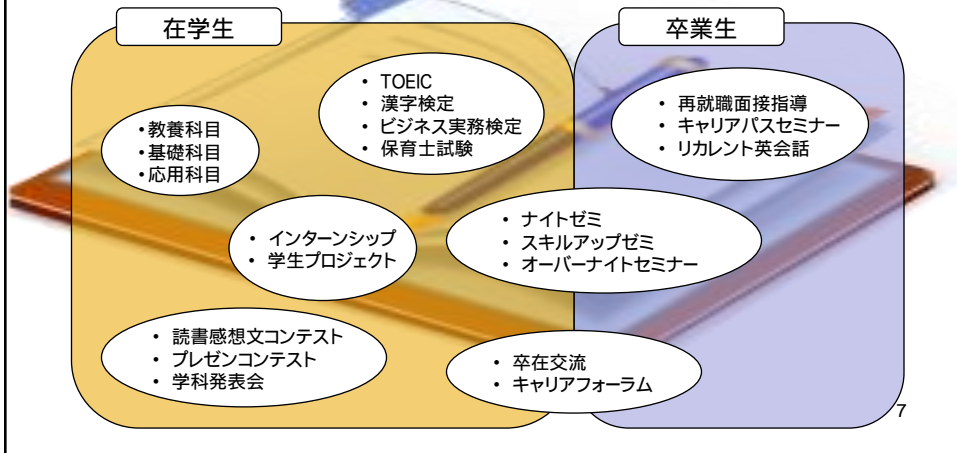 在学生
卒業生
・教養科目
・基礎科目
・応用科目
• TOEIC
• 漢字検定
• ビジネス実務検定
• 保育士試験
• 再就職面接指導
• キャリアパスセミナー
• リカレント英会話
• インターンシップ
• 学生プロジェクト
• ナイトゼミ
• スキルアップゼミ
• オーバーナイトセミナー
• 読書感想文コンテスト
• プレゼンコンテスト
• 学科発表会
• 卒在交流
• キャリアフォーラム
7